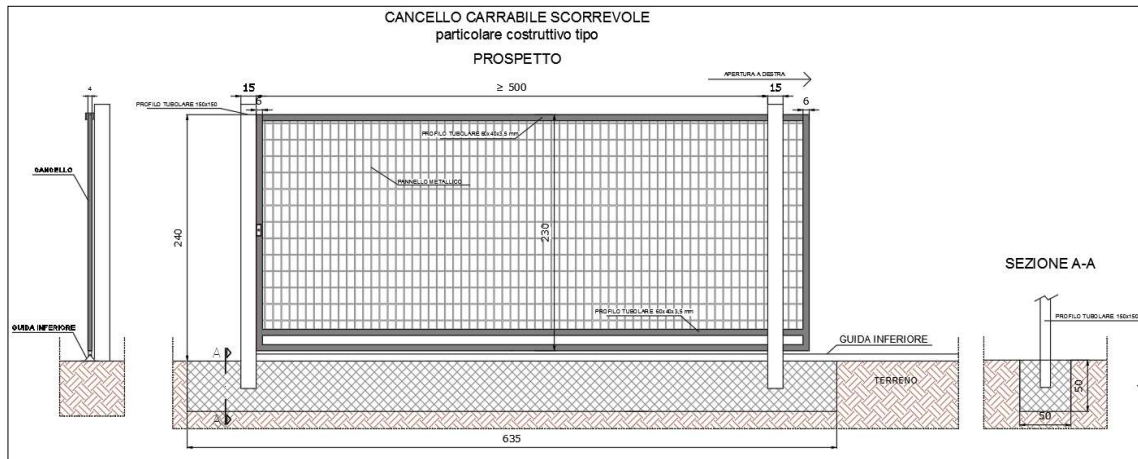 CANCELLO CARRABILE SCORREVOLE
particolare costruttivo tipo
PROSPETTO
APERTURA A DESTRA
4
15
≥ 500
15
6
6
PROFILO TUBOLARE 150x150
PROFILO TUBOLARE 60x40x3,5 mm
CANCELLO
PANNELLO METALLICO
240
230
SEZIONE A-A
PROFILO TUBOLARE 60x40x3,5 mm
PROFILO TUBOLARE 150x150
GUIDA INFERIORE
GUIDA INFERIORE
A
TERRENO
50
A
50
635